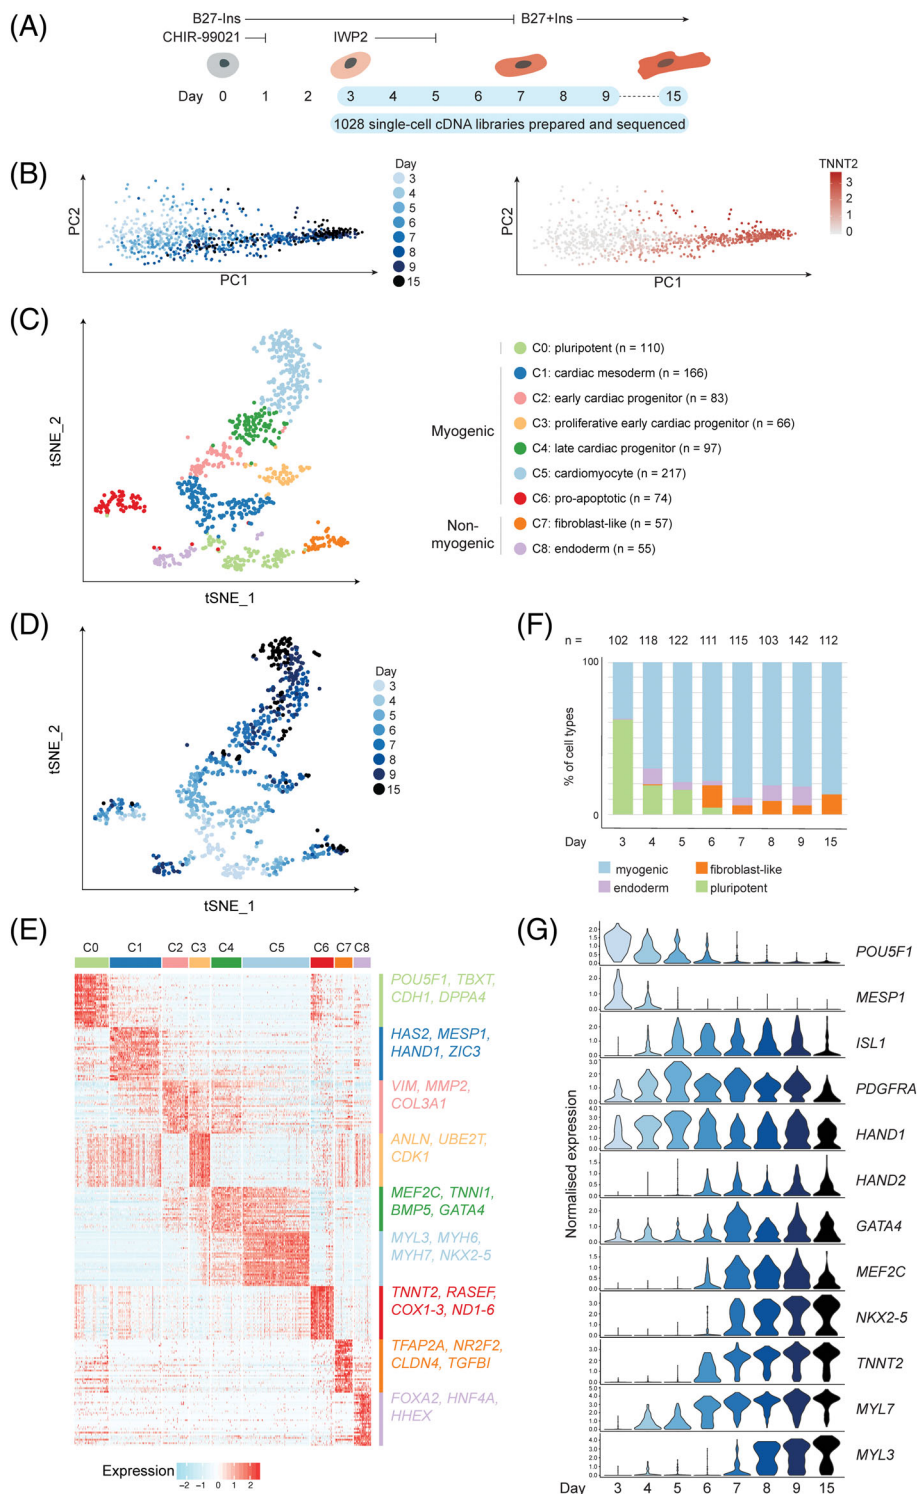 (A)
B27-Ins
B27+Ins
CHIR-99021
IWP2
Day 0 1 2 3 4 5 6 7 8 9 15
1028 single-cell cDNA libraries prepared and sequenced
(B)
PC2
PC1
Day
3
4
5
6
7
8
9
15
PC2
PC1
TNNT2
3
2
1
0
(C)
tSNE_2
tSNE_1
C0: pluripotent (n = 110)
C1: cardiac mesoderm (n = 166)
C2: early cardiac progenitor (n = 83)
C3: proliferative early cardiac progenitor (n = 66)
Myogenic
C4: late cardiac progenitor (n = 97)
C5: cardiomyocyte (n = 217)
C6: pro-apoptotic (n = 74)
Non-
myogenic
C7: fibroblast-like (n = 57)
C8: endoderm (n = 55)
(D)
tSNE_2
tSNE_1
Day
3
4
5
6
7
8
9
15
(F)
n = 102 118 122 111 115 103 142 112
100
% of cell types
0
Day 3 4 5 6 7 8 9 15
myogenic
fibroblast-like
endoderm
pluripotent
(E)
C0 C1 C2 C3 C4 C5 C6 C7 C8
POU5F1, TBXT,
CDH1, DPPA4
HAS2, MESP1,
HAND1, ZIC3
VIM, MMP2,
COL3A1
ANLN, UBE2T,
CDK1
MEF2C, TNNI1,
BMP5, GATA4
MYL3, MYH6,
MYH7, NKX2-5
TNNT2, RASEF,
COX1-3, ND1-6
TFAP2A, NR2F2,
CLDN4, TGFBI
FOXA2, HNF4A,
HHEX
Expression
−2 −1 0 1 2
(G)
Normalised expression
POU5F1
MESP1
ISL1
PDGFRA
HAND1
HAND2
GATA4
MEF2C
NKX2-5
TNNT2
MYL7
MYL3
Day 3 4 5 6 7 8 9 15